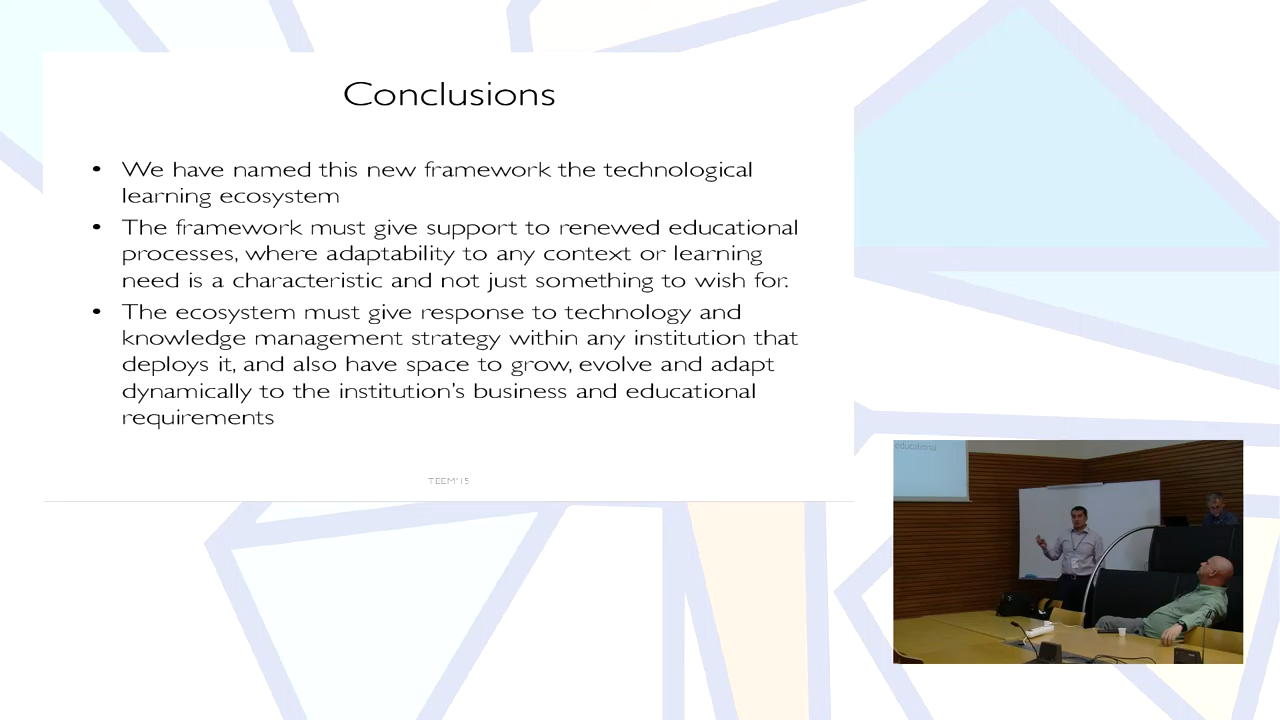 Conclusions
• We have named this new framework the technological
learning ecosystem
• The framework must give support to renewed educational
processes, where adaptability to any context or learning
need is a characteristic and not just something to wish for.
• The ecosystem must give response to technology and
knowledge management strategy within any institution that
deploys it, and also have space to grow, evolve and adapt
dynamically to the institution's business and educational
requirements
TEEM'15
educational